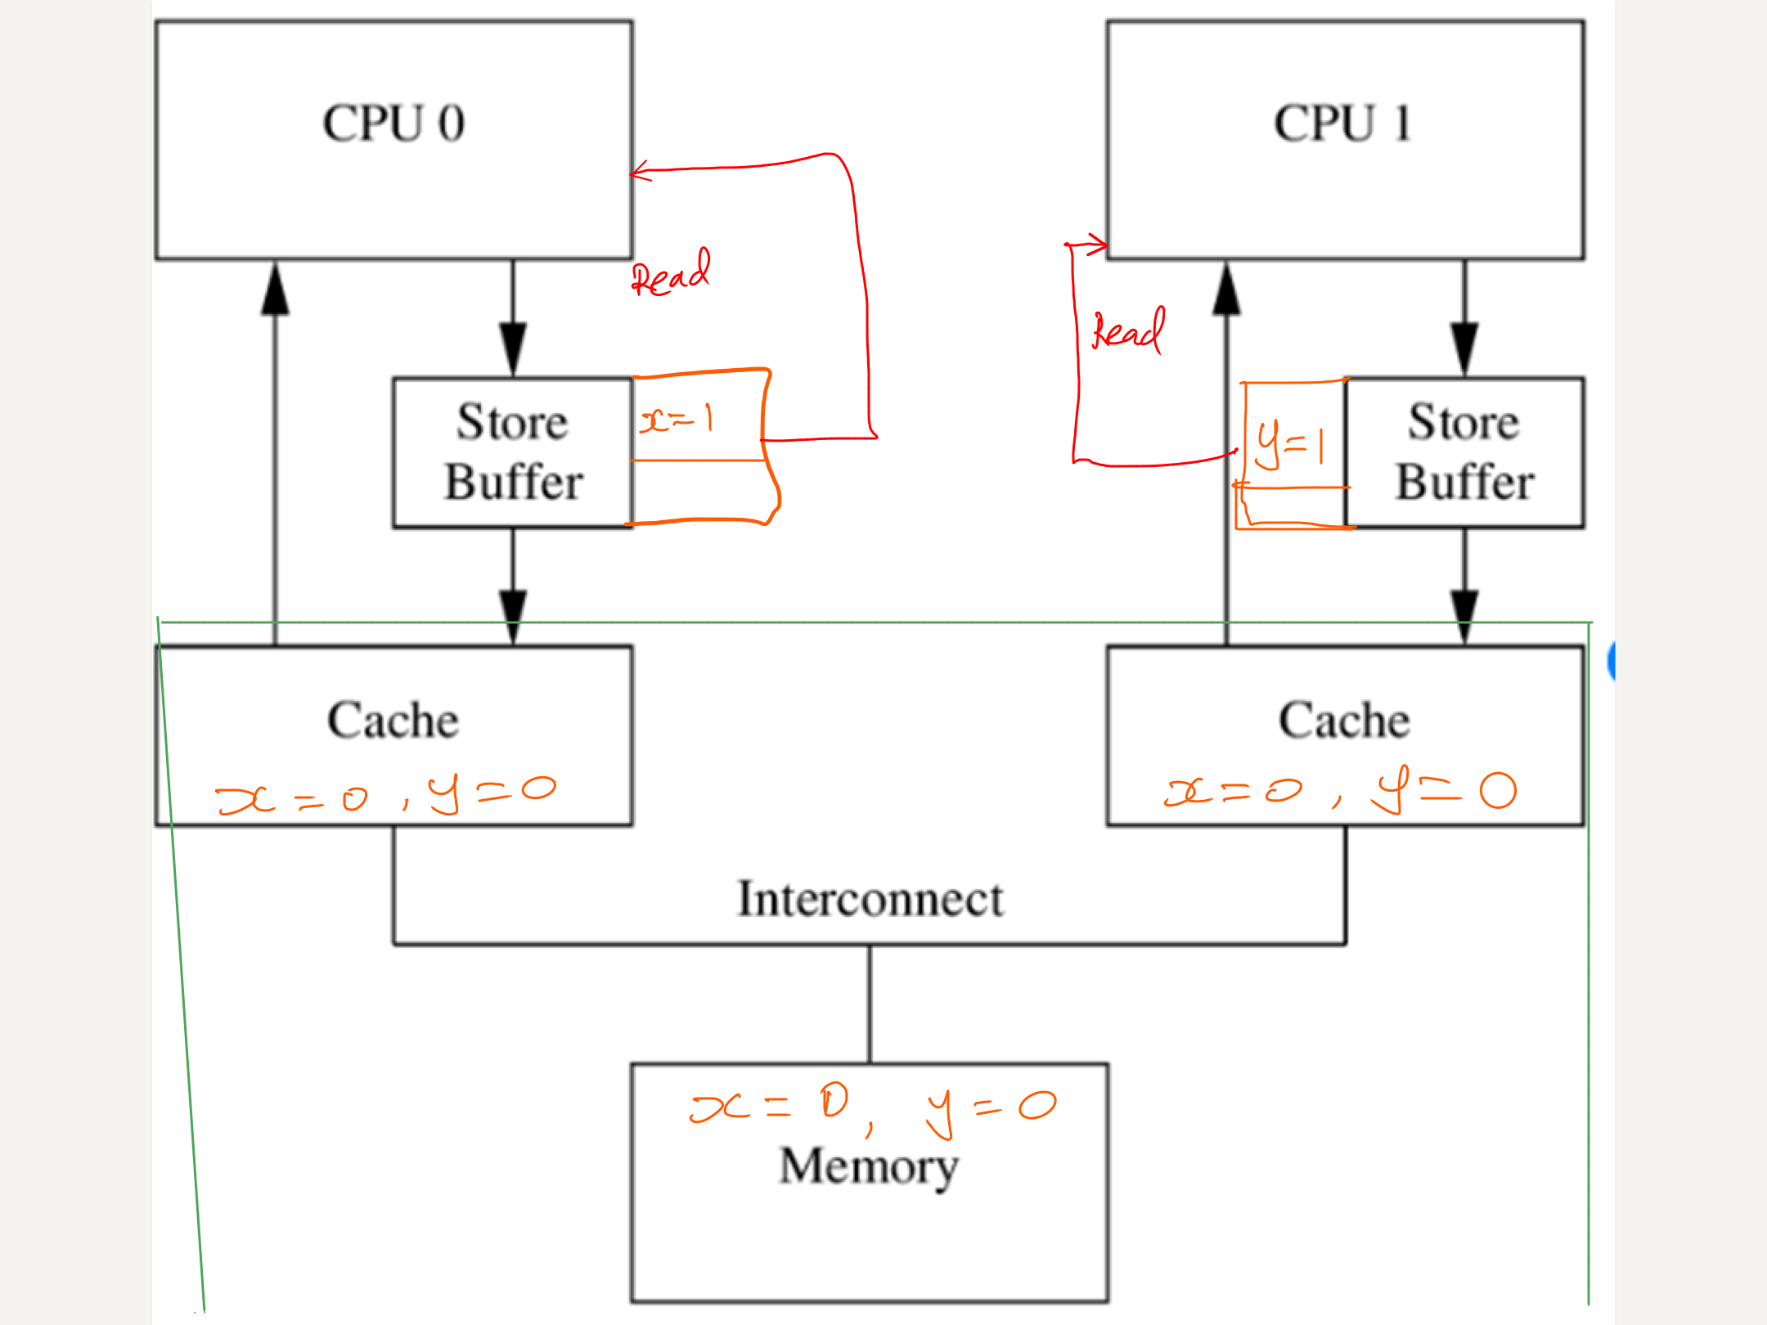 CPU 0
CPU 1
Read
Read
Store
Buffer
x=1
y=1
Store
Buffer
Cache
x=0, y=0
Cache
x=0, y=0
Interconnect
x=0, y=0
Memory